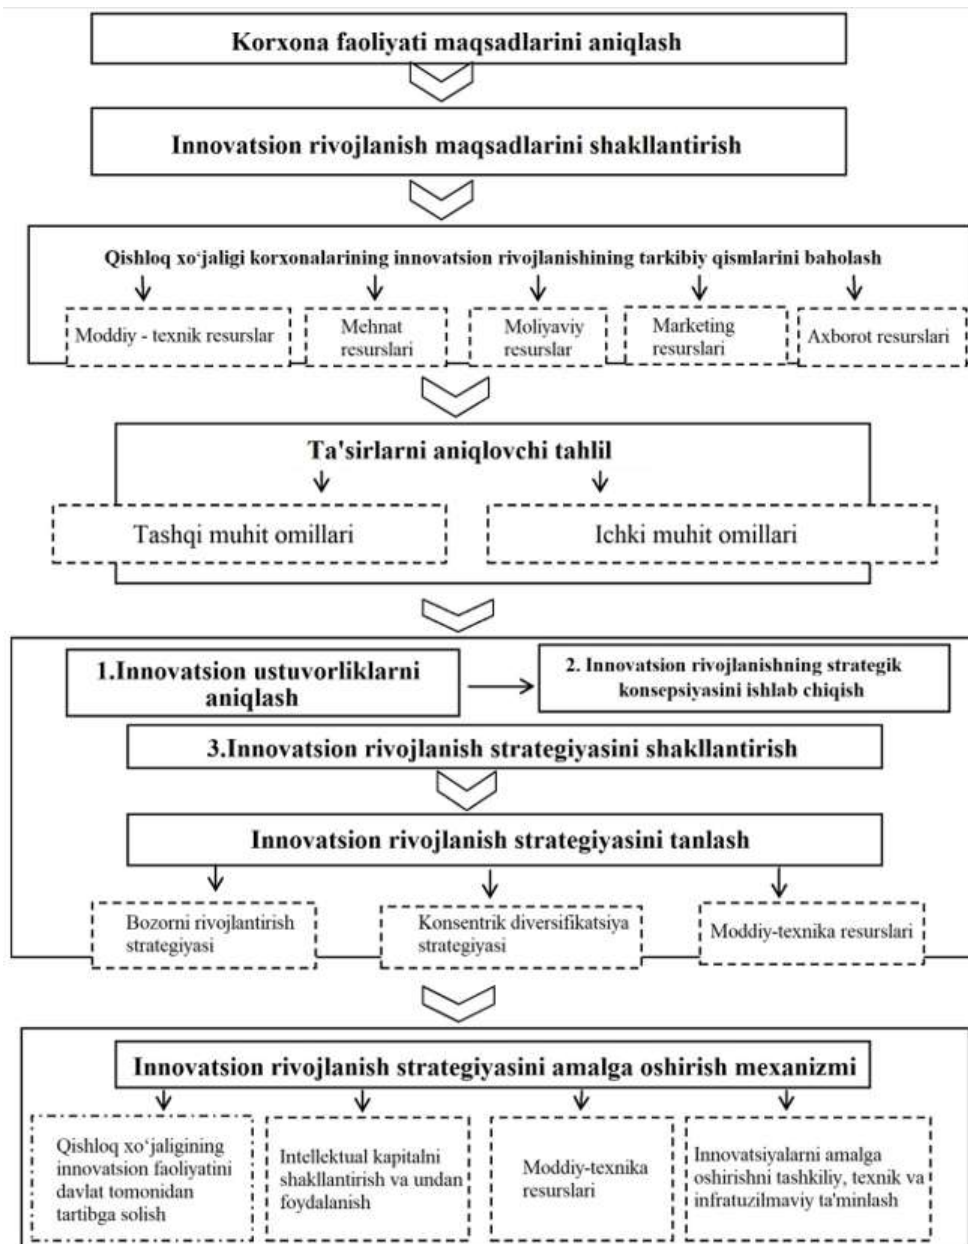 Korxona faoliyati maqsadlarini aniqlash
Innovatsion rivojlanish maqsadlarini shakllantirish
Qishloq xo‘jaligi korxonalarining innovatsion rivojlanishining tarkibiy qismlarini baholash
Moddiy - texnik resurslar
Mehnat
resurslari
Moliyaviy
resurslar
Marketing
resurslari
Axborot resurslari
Ta'sirlarni aniqlovchi tahlil
Tashqi muhit omillari
Ichki muhit omillari
1.Innovatsion ustuvorliklarni
aniqlash
2. Innovatsion rivojlanishning strategik
konsepsiyasini ishlab chiqish
3.Innovatsion rivojlanish strategiyasini shakllantirish
Innovatsion rivojlanish strategiyasini tanlash
Bozorni rivojlantirish
strategiyasi
Konsentrik diversifikatsiya
strategiyasi
Moddiy-texnika resurslari
Innovatsion rivojlanish strategiyasini amalga oshirish mexanizmi
Qishloq xo‘jaligining
innovatsion faoliyatini
davlat tomonidan
tartibga solish
Intellektual kapitalni
shakllantirish va undan
foydalanish
Moddiy-texnika
resurslari
Innovatsiyalarni amalga
oshirishni tashkiliy, texnik va
infratuzilmaviy ta'minlash